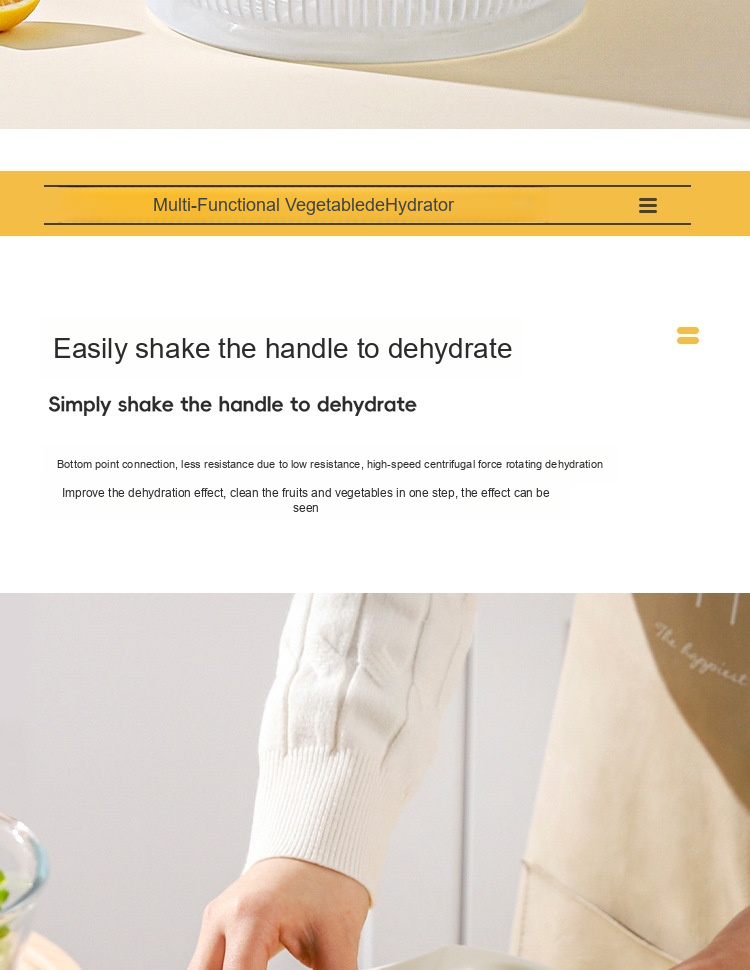 Multi-Functional VegetabledeHydrator
Easily shake the handle to dehydrate
Simply shake the handle to dehydrate
Bottom point connection, less resistance due to low resistance, high-speed centrifugal force rotating dehydration
Improve the dehydration effect, clean the fruits and vegetables in one step, the effect can be
seen
The happiest